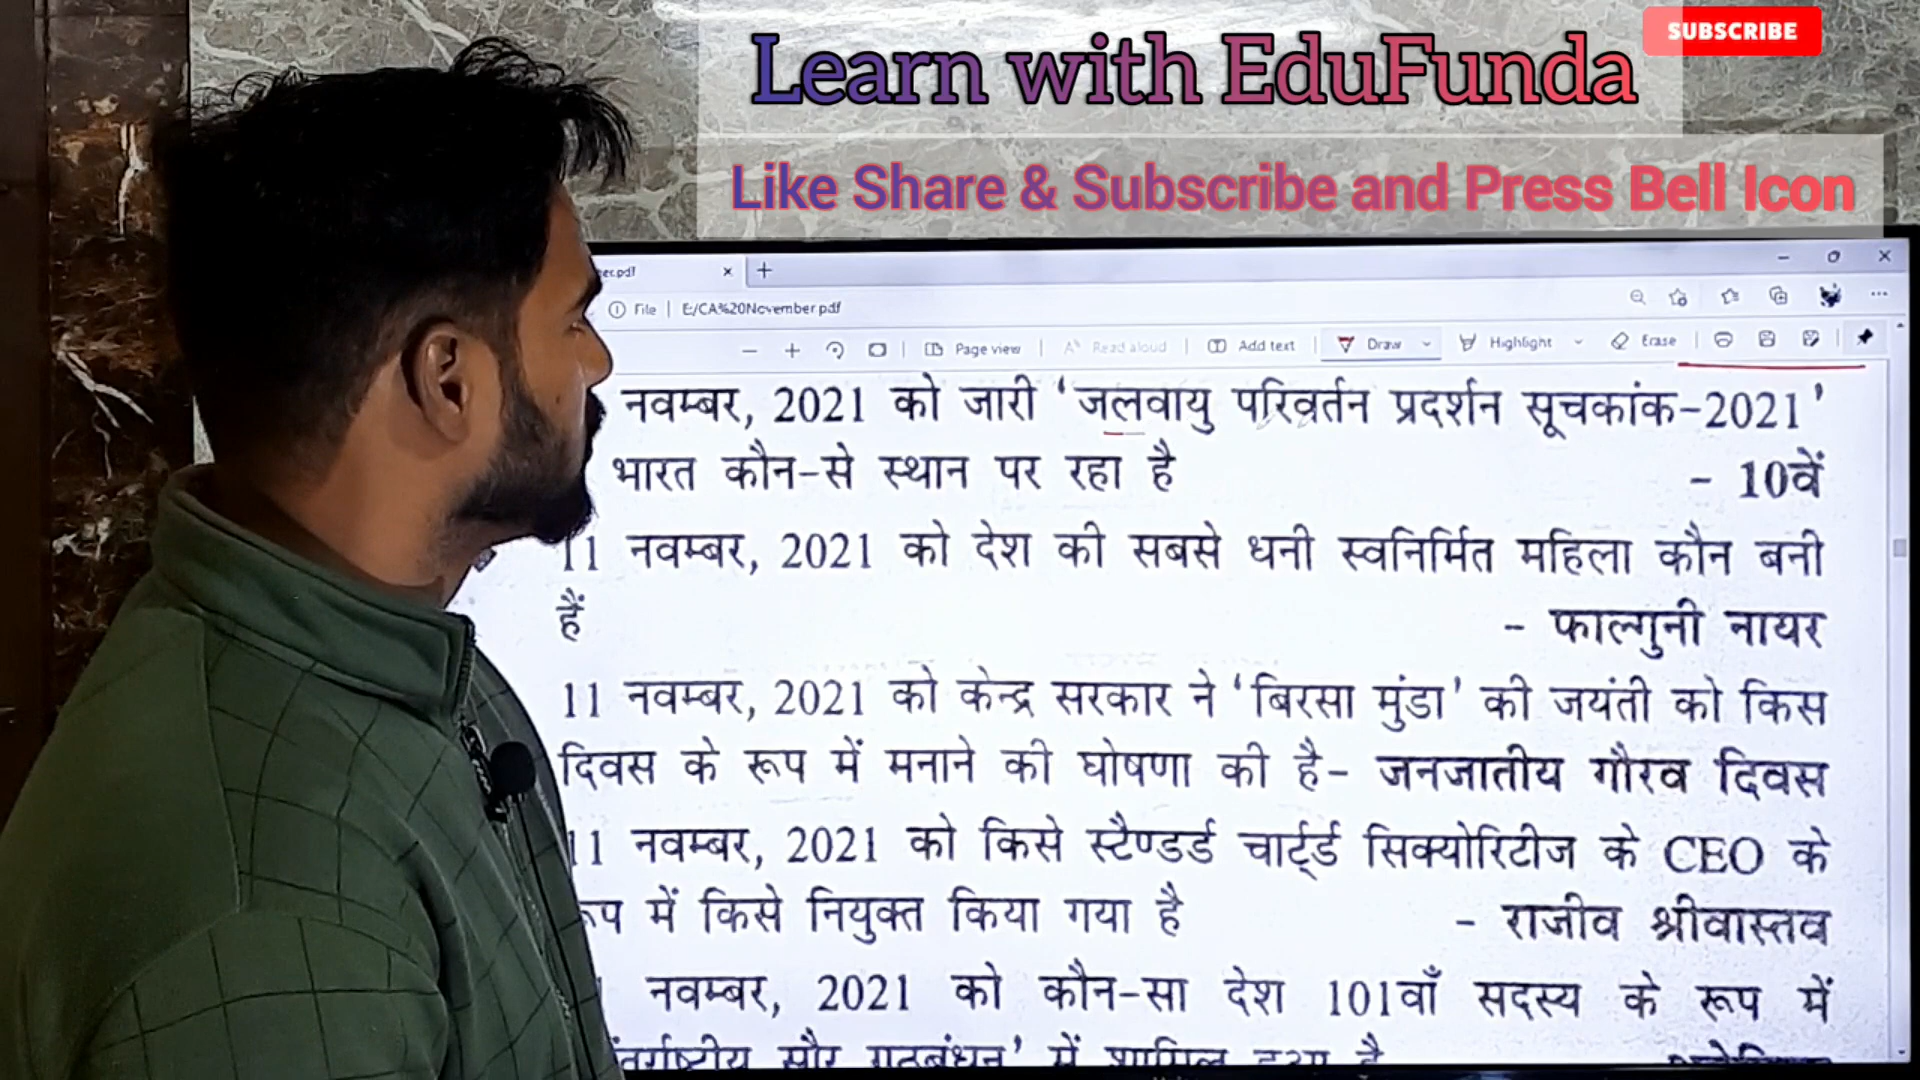 SUBSCRIBE
Learn with EduFunda
Like Share & Subscribe and Press Bell Icon
File | E:/CA%20November.pdf
Page view | Read aloud | Add text | Draw Highlight Erase
नवम्बर, 2021 को जारी ‘जलवायु परिवर्तन प्रदर्शन सूचकांक-2021’
भारत कौन-से स्थान पर रहा है - 10वें
11 नवम्बर, 2021 को देश की सबसे धनी स्वनिर्मित महिला कौन बनी
हैं - फाल्गुनी नायर
11 नवम्बर, 2021 को केन्द्र सरकार ने ‘बिरसा मुंडा’ की जयंती को किस
दिवस के रूप में मनाने की घोषणा की है- जनजातीय गौरव दिवस
11 नवम्बर, 2021 को किसे स्टैण्डर्ड चार्ट्र्ड सिक्योरिटीज के CEO के
रूप में किसे नियुक्त किया गया है - राजीव श्रीवास्तव
नवम्बर, 2021 को कौन-सा देश 101वाँ सदस्य के रूप में
सौर गठबंधन’ में शामिल हुआ है